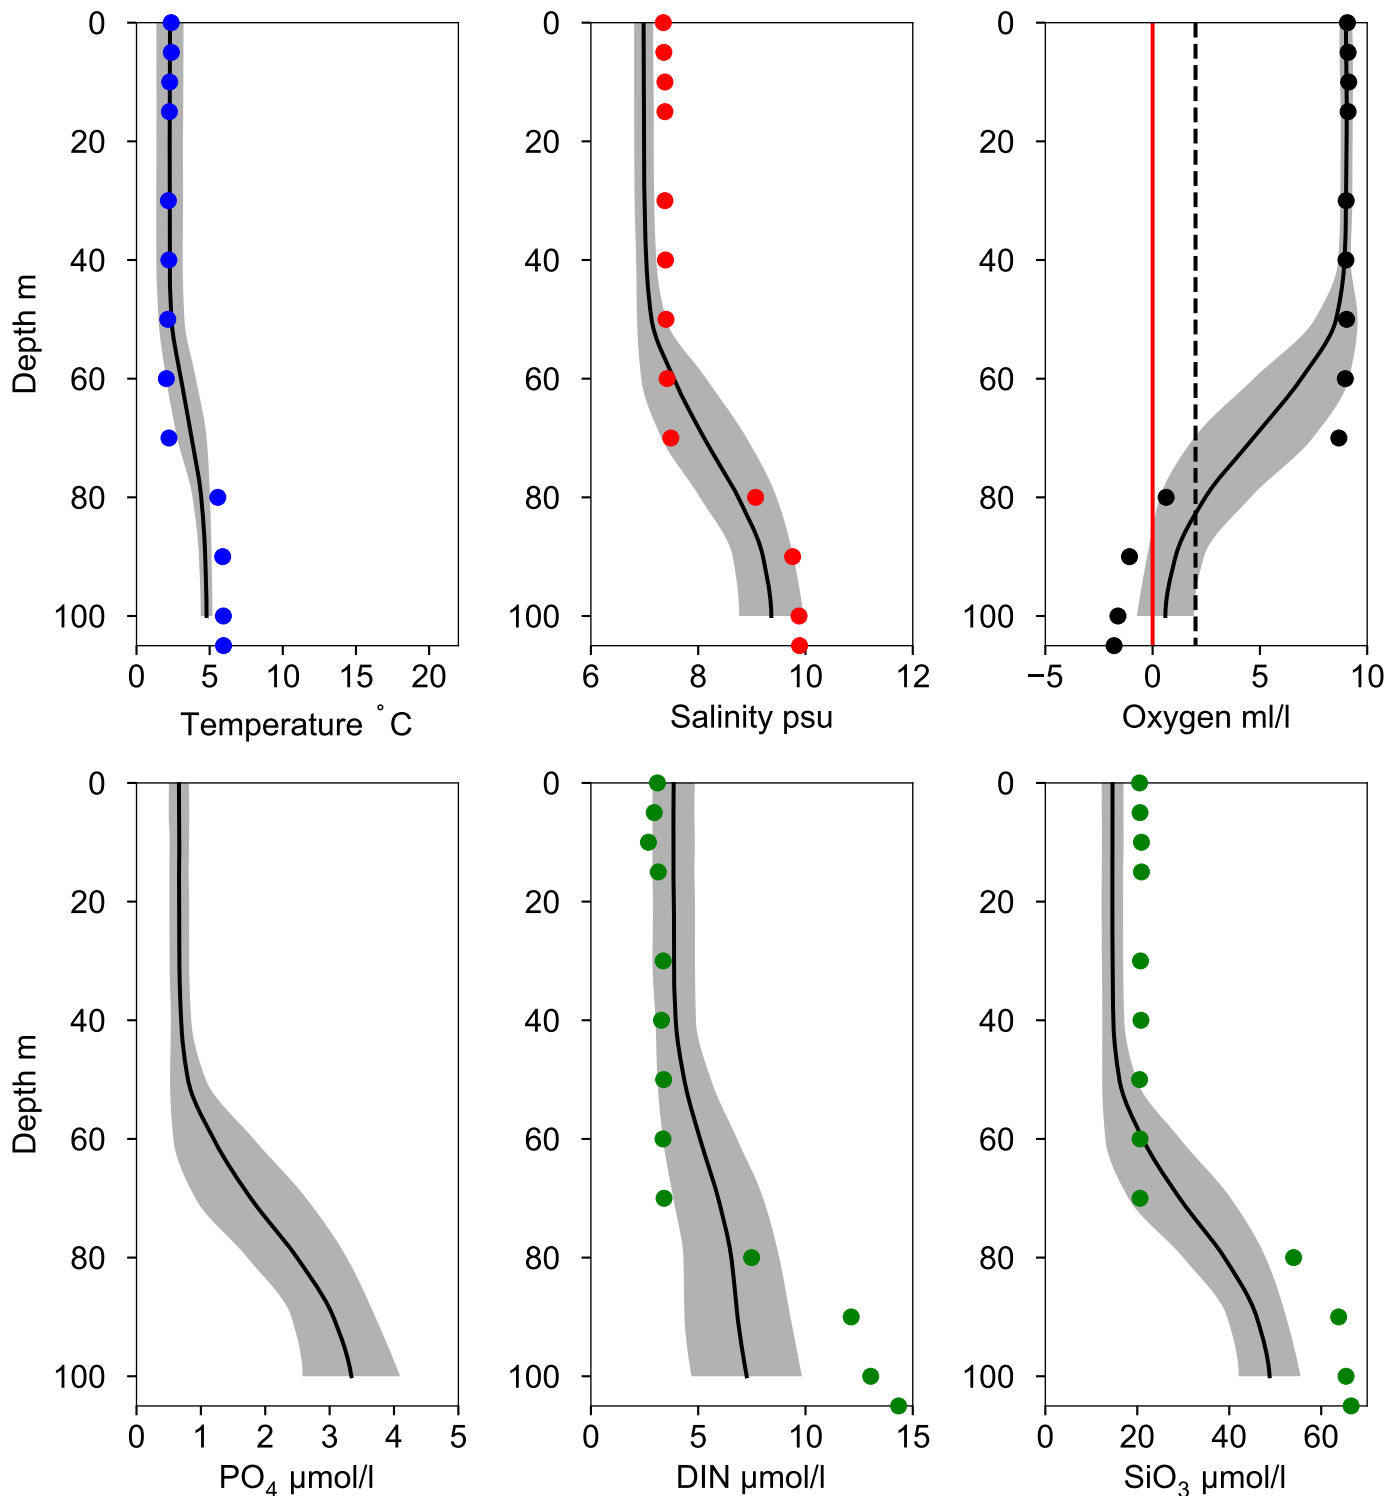 0
20
40
60
80
100
Depth m
0 5 10 15 20
Temperature °C
0
20
40
60
80
100
6 8 10 12
Salinity psu
0
20
40
60
80
100
−5 0 5 10
Oxygen ml/l
0
20
40
60
80
100
Depth m
0 1 2 3 4 5
PO₄ µmol/l
0
20
40
60
80
100
0 5 10 15
DIN µmol/l
0
20
40
60
80
100
0 20 40 60
SiO₃ µmol/l